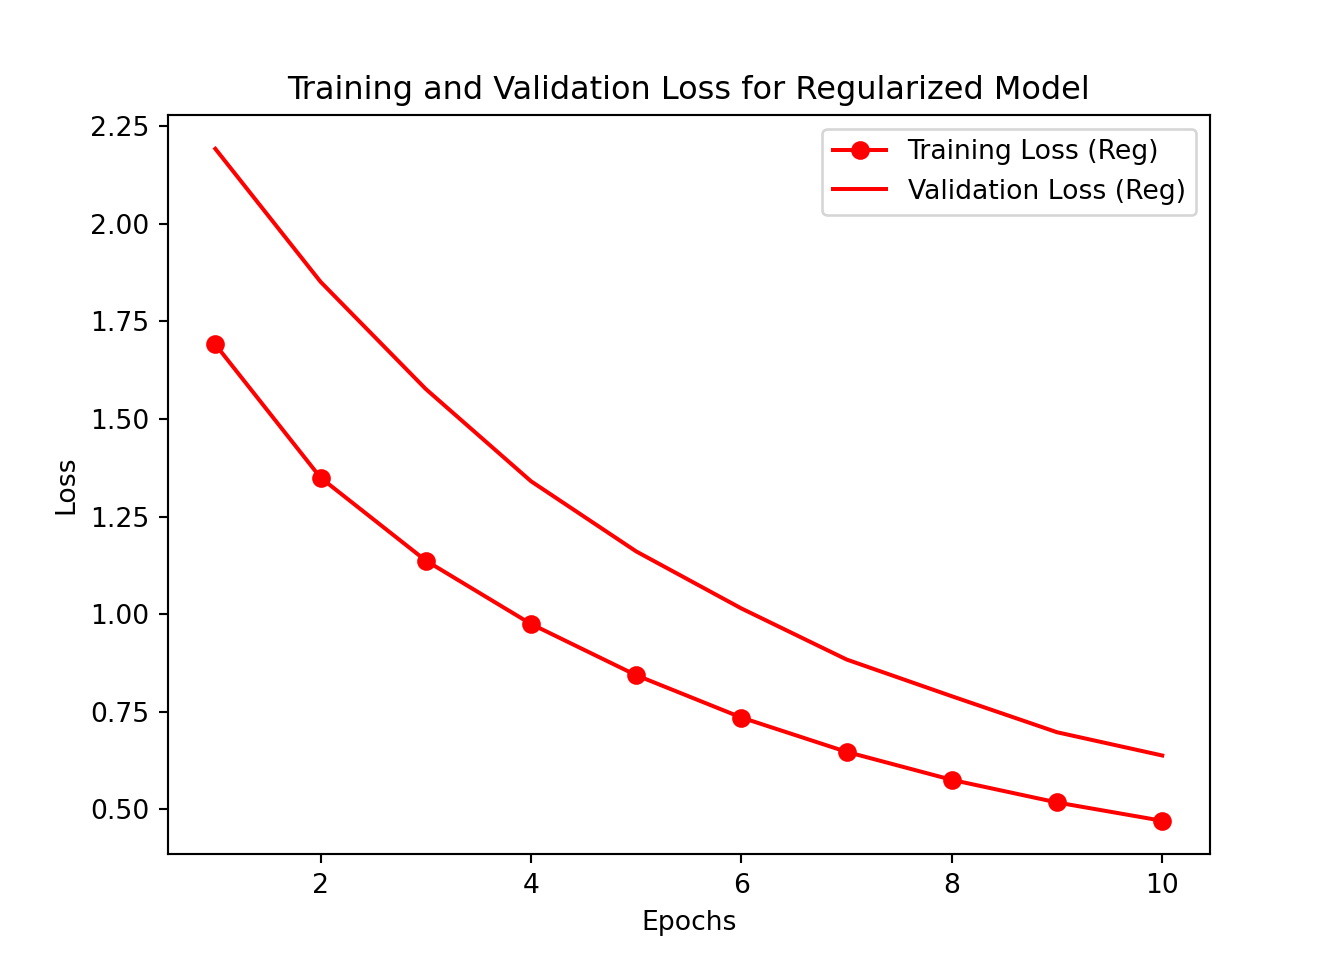 Training and Validation Loss for Regularized Model
Training Loss (Reg)
Validation Loss (Reg)
2.25
2.00
1.75
1.50
1.25
1.00
0.75
0.50
Loss
2 4 6 8 10
Epochs